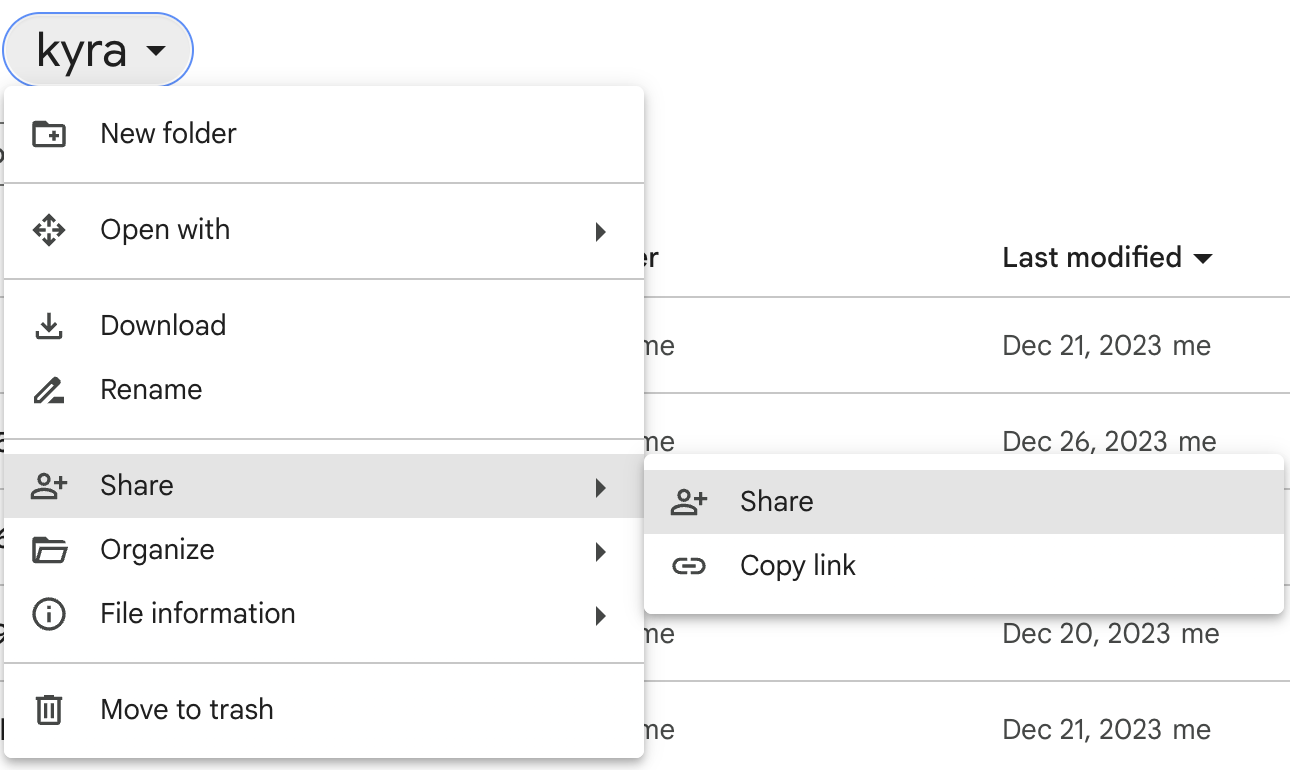 kyra
New folder
Open with
Download
Rename
Share
Organize
File information
Move to trash
Share
Copy link
Last modified
me
Dec 21, 2023 me
me
Dec 26, 2023 me
me
Dec 20, 2023 me
me
Dec 21, 2023 me